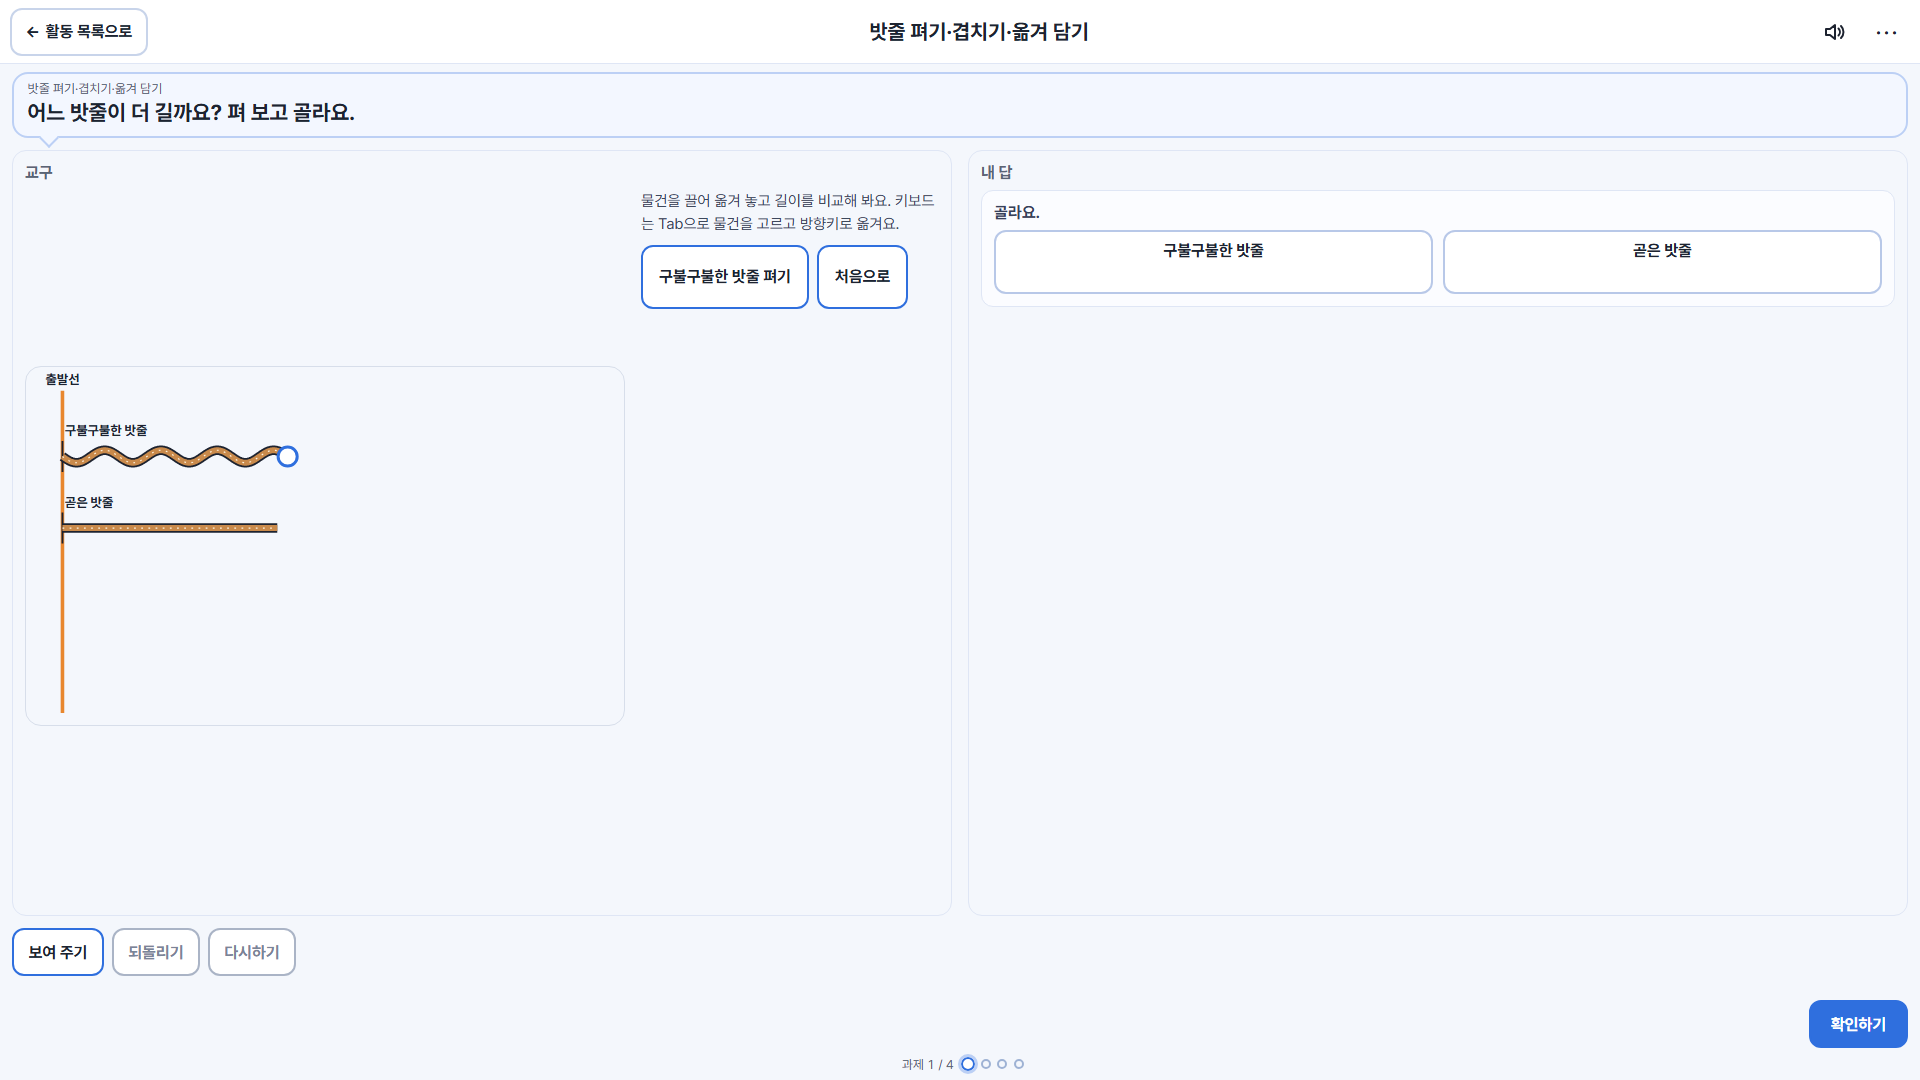 ← 활동 목록으로
밧줄 펴기·겹치기·옮겨 담기
밧줄 펴기·겹치기·옮겨 담기
어느 밧줄이 더 길까요? 펴 보고 골라요.
교구
물건을 끌어 옮겨 놓고 길이를 비교해 봐요. 키보드
는 Tab으로 물건을 고르고 방향키로 옮겨요.
구불구불한 밧줄 펴기
처음으로
출발선
구불구불한 밧줄
곧은 밧줄
내 답
골라요.
구불구불한 밧줄
곧은 밧줄
보여 주기
되돌리기
다시하기
확인하기
과제 1 / 4